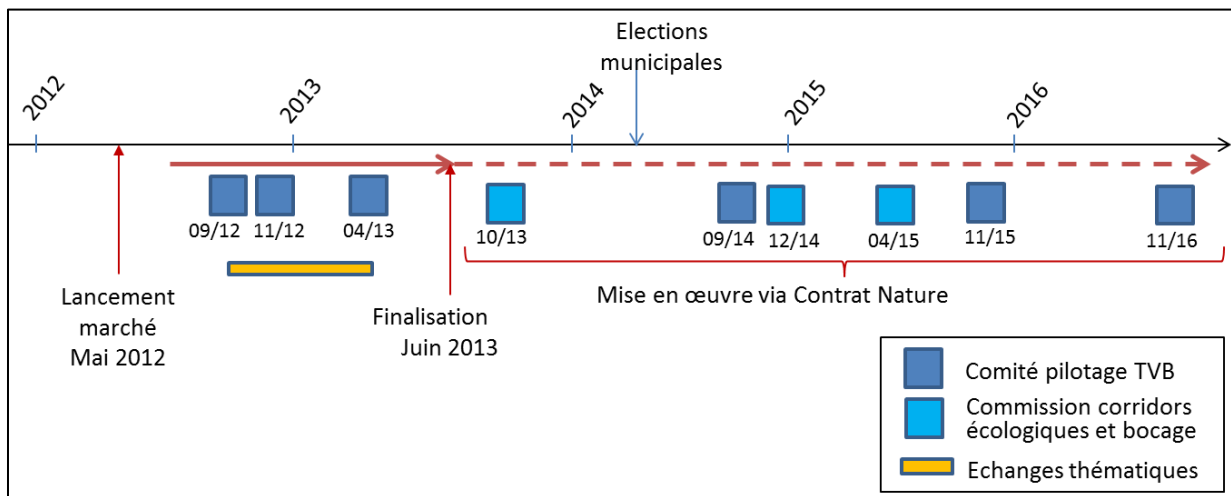 Elections
municipales
2012
2013
2014
2015
2016
09/12
11/12
04/13
10/13
09/14
12/14
04/15
11/15
11/16
Lancement
marché
Mai 2012
Finalisation
Juin 2013
Mise en œuvre via Contrat Nature
Comité pilotage TVB
Commission corridors
écologiques et bocage
Echanges thématiques